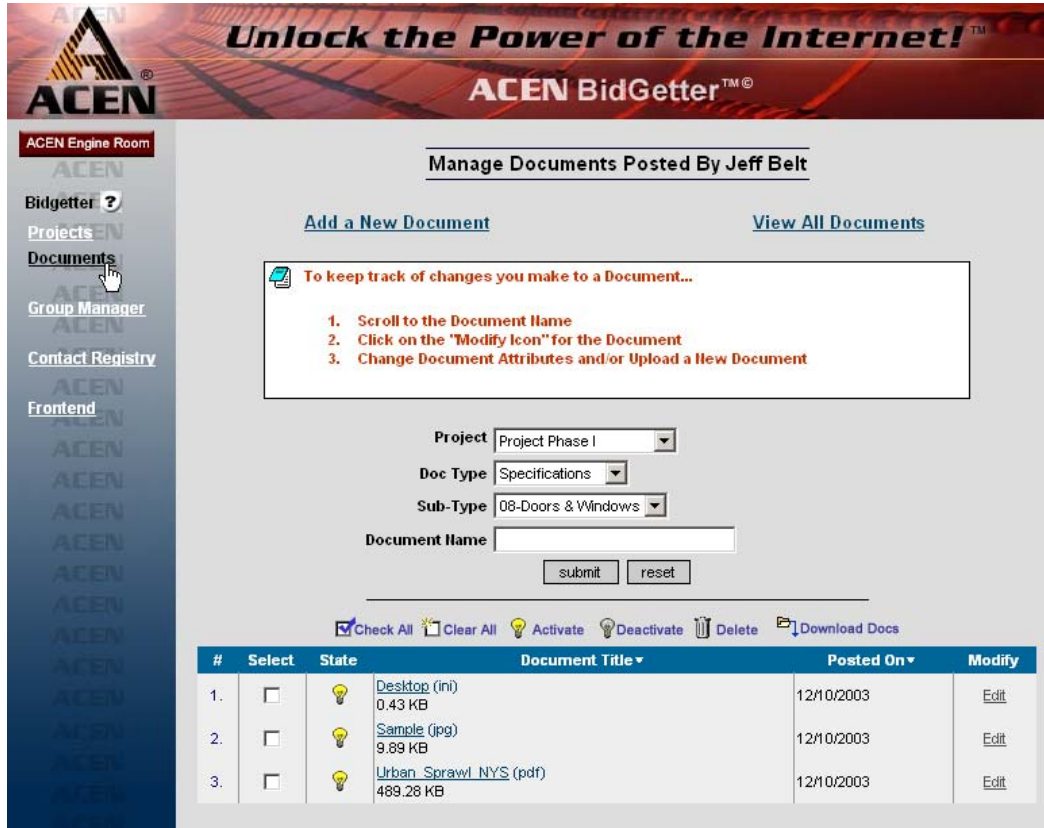 Unlock the Power of the Internet!™
ACEN®
ACEN BidGetter™©
ACEN Engine Room
Manage Documents Posted By Jeff Belt
Bidgetter ?
Projects
Documents
Group Manager
Contact Registry
Frontend
Add a New Document View All Documents
To keep track of changes you make to a Document...
1. Scroll to the Document Name
2. Click on the "Modify Icon" for the Document
3. Change Document Attributes and/or Upload a New Document
Project Project Phase I
Doc Type Specifications
Sub-Type 08-Doors & Windows
Document Name
submit reset
Check All Clear All Activate Deactivate Delete Download Docs
# Select State Document Title Posted On Modify
1. Desktop (ini) 12/10/2003 Edit
0.43 KB
2. Sample (jpg) 12/10/2003 Edit
9.89 KB
3. Urban_Sprawl_NYS (pdf) 12/10/2003 Edit
489.28 KB